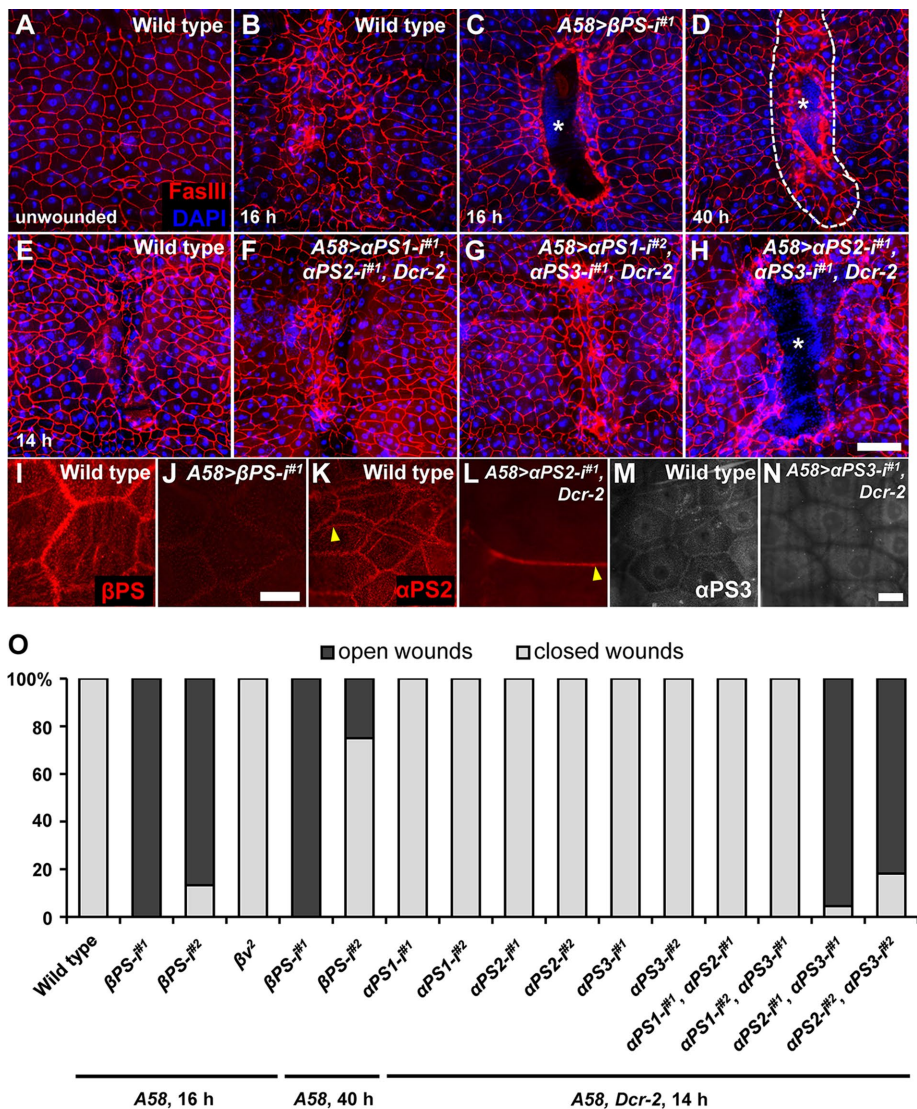 A Wild type
FasIII
DAPI
unwounded
B Wild type
16 h
C A58>βPS-i#1
*
16 h
D
*
40 h
E Wild type
14 h
F A58>αPS1-i#1,
αPS2-i#1, Dcr-2
G A58>αPS1-i#2,
αPS3-i#1, Dcr-2
H A58>αPS2-i#1,
αPS3-i#1, Dcr-2
*
I Wild type
βPS
J A58>βPS-i#1
K Wild type
αPS2
L A58>αPS2-i#1,
Dcr-2
M Wild type
αPS3
N A58>αPS3-i#1,
Dcr-2
O
open wounds closed wounds
100%
80
60
40
20
0
Wild type
βPS-i#1
βPS-i#2
βν2
βPS-i#1
βPS-i#2
αPS1-i#1
αPS1-i#2
αPS2-i#1
αPS2-i#2
αPS3-i#1
αPS3-i#2
αPS1-i#1, αPS2-i#1
αPS1-i#2, αPS3-i#1
αPS2-i#1, αPS3-i#1
αPS2-i#2, αPS3-i#2
A58, 16 h
A58, 40 h
A58, Dcr-2, 14 h